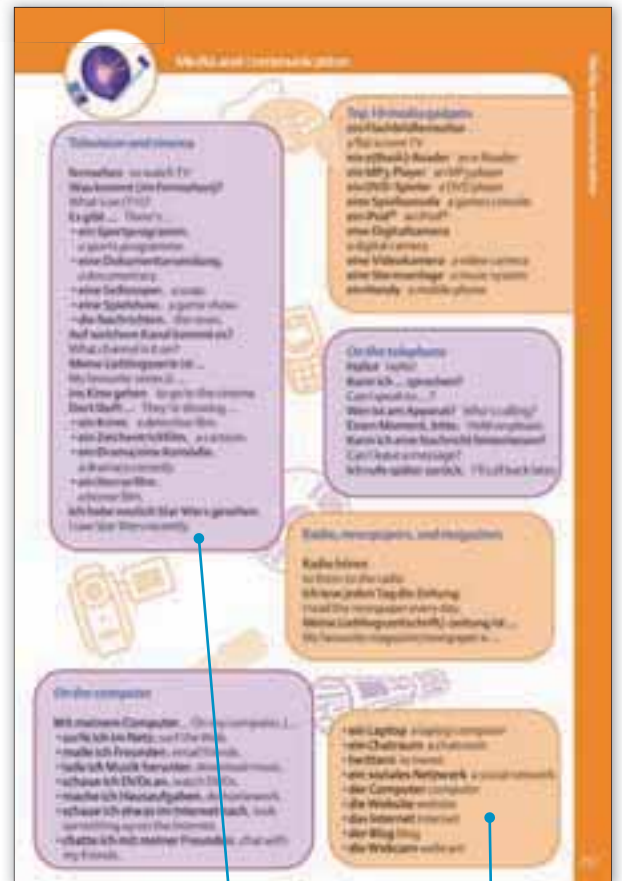 Media and communication
Television and cinema
fernsehen to watch TV
Was kommt (im Fernsehen)?
What's on (TV)?
Es gibt ... There's ...
• ein Sportprogramm.
a sports programme.
• eine Dokumentarsendung.
a documentary.
• eine Seifenoper. a soap.
• eine Spielshow. a game show.
• die Nachrichten. the news.
Auf welchem Kanal kommt es?
What channel is it on?
Meine Lieblingsserie ist ...
My favourite series is ...
ins Kino gehen to go to the cinema
Dort läuft ... They're showing ...
• ein Krimi. a detective film.
• ein Zeichentrickfilm. a cartoon.
• ein Drama/eine Komödie.
a drama/a comedy.
• ein Horrorfilm.
a horror film.
Ich habe neulich Star Wars gesehen.
I saw Star Wars recently.
Top 10 media gadgets
ein Flachbildfernseher
a flat screen TV
ein e(Book)-Reader an e-Reader
ein MP3 Player an MP3 player
ein DVD-Spieler a DVD player
eine Spielkonsole a games console
ein iPod® an iPod®
eine Digitalkamera
a digital camera
eine Videokamera a video camera
eine Stereoanlage a music system
ein Handy a mobile phone
On the telephone
Hallo! Hello!
Kann ich ... sprechen?
Can I speak to ...?
Wer ist am Apparat? Who's calling?
Einen Moment, bitte. Hold on please.
Kann ich eine Nachricht hinterlassen?
Can I leave a message?
Ich rufe später zurück. I'll call back later.
Radio, newspapers, and magazines
Radio hören
to listen to the radio
Ich lese jeden Tag die Zeitung.
I read the newspaper every day.
Meine Lieblingszeitschrift/-zeitung ist ...
My favourite magazine/newspaper is ...
On the computer
Mit meinem Computer ... On my computer, I ...
• surfe ich im Netz. surf the Web.
• maile ich Freunden. email friends.
• lade ich Musik herunter. download music.
• schaue ich DVDs an. watch DVDs.
• mache ich Hausaufgaben. do homework.
• schaue ich etwas im Internet nach. look
something up on the Internet.
• chatte ich mit meiner Freunden. chat with
my friends.
• ein Laptop a laptop computer
• ein Chatraum a chatroom
• twittern to tweet
• ein soziales Netzwerk a social network
• der Computer computer
• die Website website
• das Internet internet
• der Blog blog
• die Webcam webcam